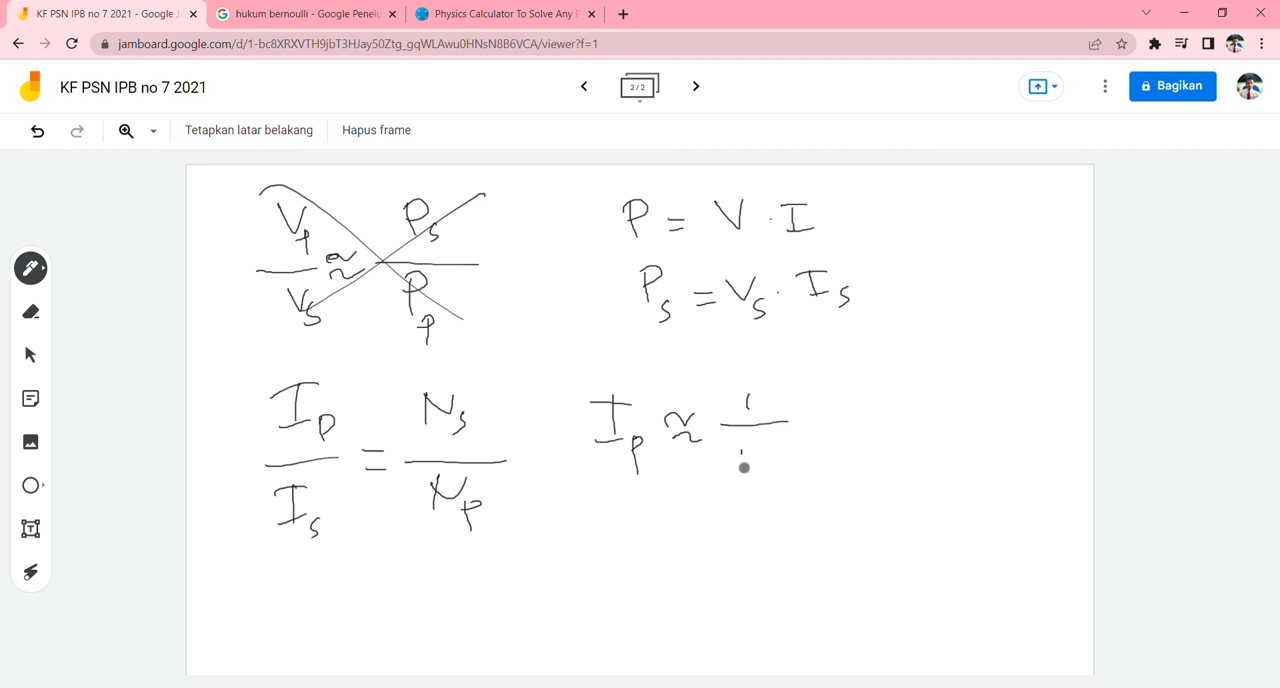 KF PSN IPB no 7 2021 - Google J
hukum bernoulli - Google Penelu
Physics Calculator To Solve Any P
jamboard.google.com/d/1-bc8XRXVTH9jbT3HJay50Ztg_gqWLAwu0HNsN8B6VCA/viewer?f=1
KF PSN IPB no 7 2021
2 / 2
Bagikan
Tetapkan latar belakang
Hapus frame
Vp/Vs ≈ Ps/Pp
P = V . I
Ps = Vs . Is
Ip/Is = Ns/Np
Ip ≈ 1/